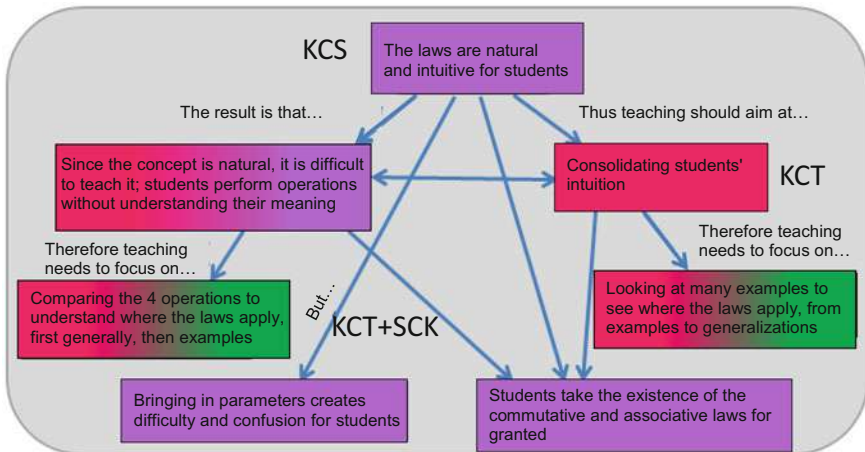 KCS
The laws are natural
and intuitive for students
The result is that...
Thus teaching should aim at...
Since the concept is natural, it is difficult
to teach it; students perform operations
without understanding their meaning
Consolidating students'
intuition
KCT
Therefore teaching
needs to focus on...
Therefore teaching
needs to focus on...
Comparing the 4 operations to
understand where the laws apply,
first generally, then examples
But...
KCT+SCK
Looking at many examples to
see where the laws apply, from
examples to generalizations
Bringing in parameters creates
difficulty and confusion for students
Students take the existence of the
commutative and associative laws for
granted